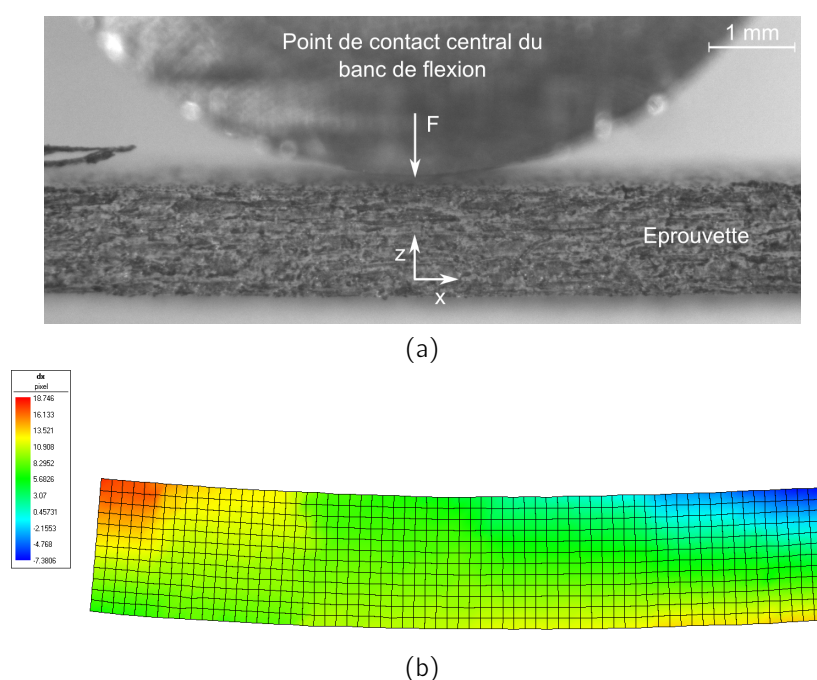 Point de contact central du
banc de flexion
1 mm
F
Eprouvette
z
x
(a)
dx
pixel
18.746
16.133
13.521
10.908
8.2952
5.6826
3.07
0.45731
-2.1553
-4.768
-7.3806
(b)